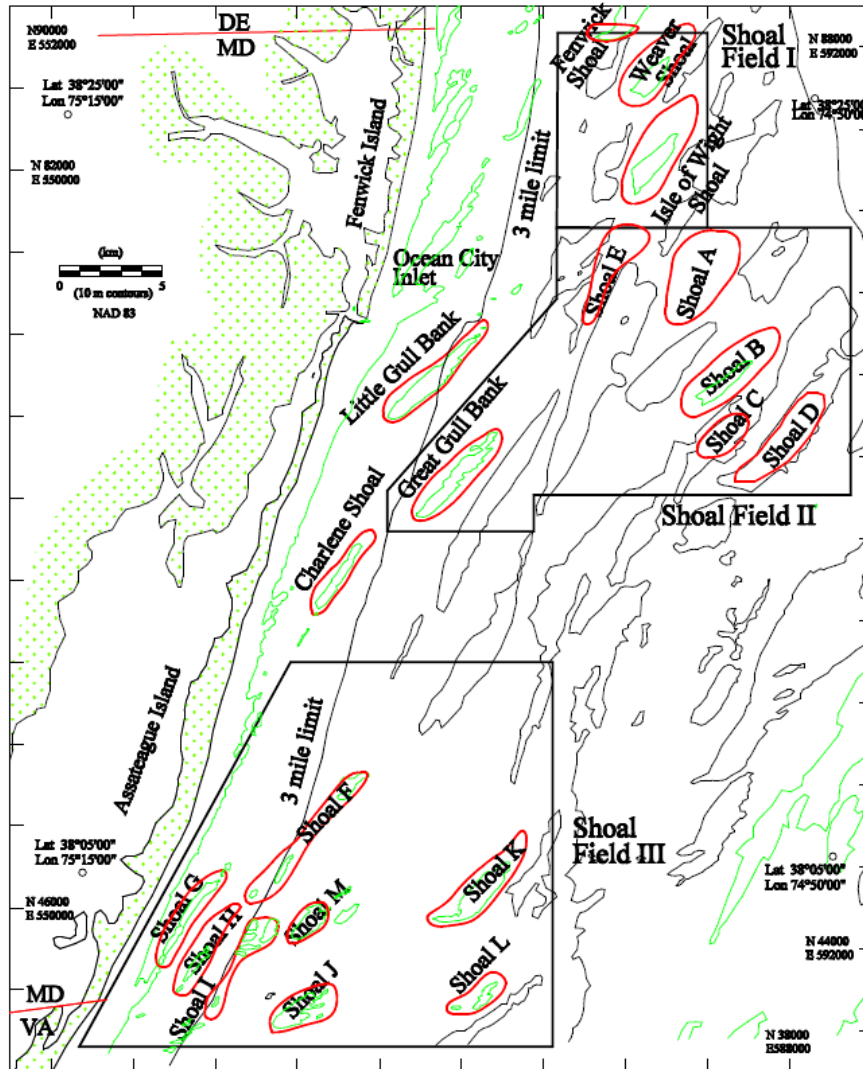 N90000
E 552000
DE
MD
Fenwick
Shoal
Weaver
Shoal
Shoal
Field I
N 88000
E 592000
Lat 38°25'00"
Lon 75°15'00"
Lat 38°25'00"
Lon 74°50'00"
Fenwick Island
3 mile limit
Isle of Wight
Shoal
N 82000
E 550000
(km)
0 5
(10 m contours)
NAD 83
Ocean City
Inlet
Shoal E
Shoal A
Little Gull Bank
Shoal B
Great Gull Bank
Shoal C
Shoal D
Shoal Field II
Charlene Shoal
Assateague Island
3 mile limit
Shoal F
Shoal
Field III
Lat 38°05'00"
Lon 75°15'00"
Lat 38°05'00"
Lon 74°50'00"
Shoal K
Shoal G
N 46000
E 550000
Shoal H
Shoal M
N 44000
E 592000
Shoal I
Shoal J
Shoal L
MD
VA
N 38000
E588000